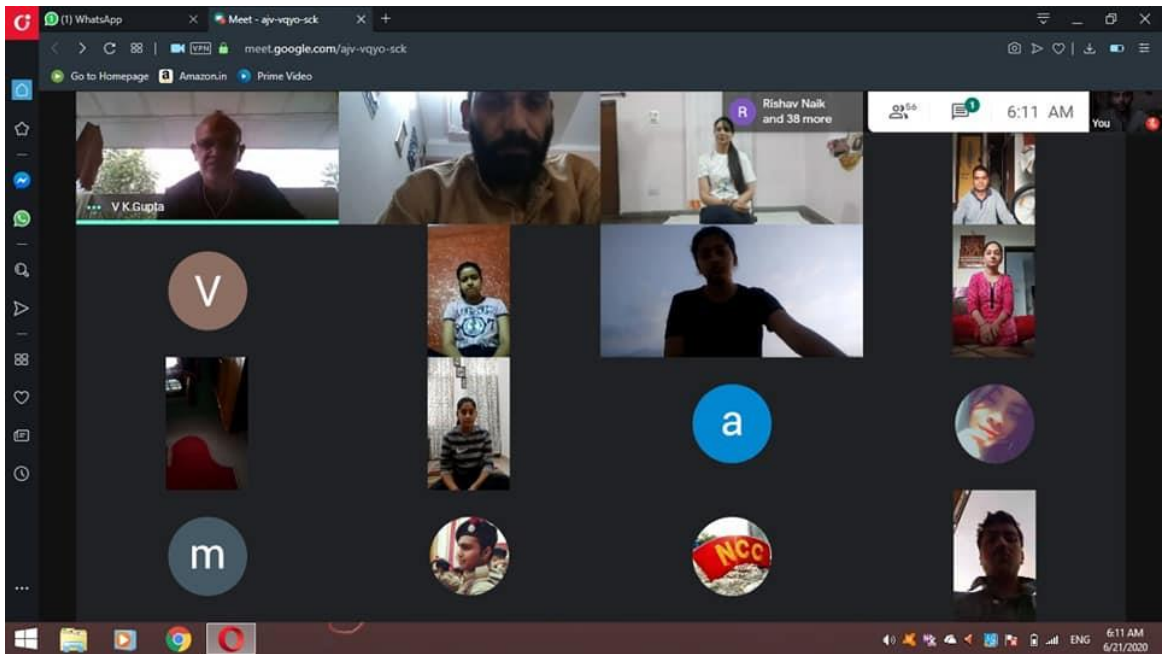 (1) WhatsApp
Meet - ajv-vqyo-sck
VPN
meet.google.com/ajv-vqyo-sck
Go to Homepage
a Amazon.in
Prime Video
R
Rishav Naik
and 38 more
56
1
6:11 AM
You
V K.Gupta
V
a
m
NCC
ENG
6:11 AM
6/21/2020